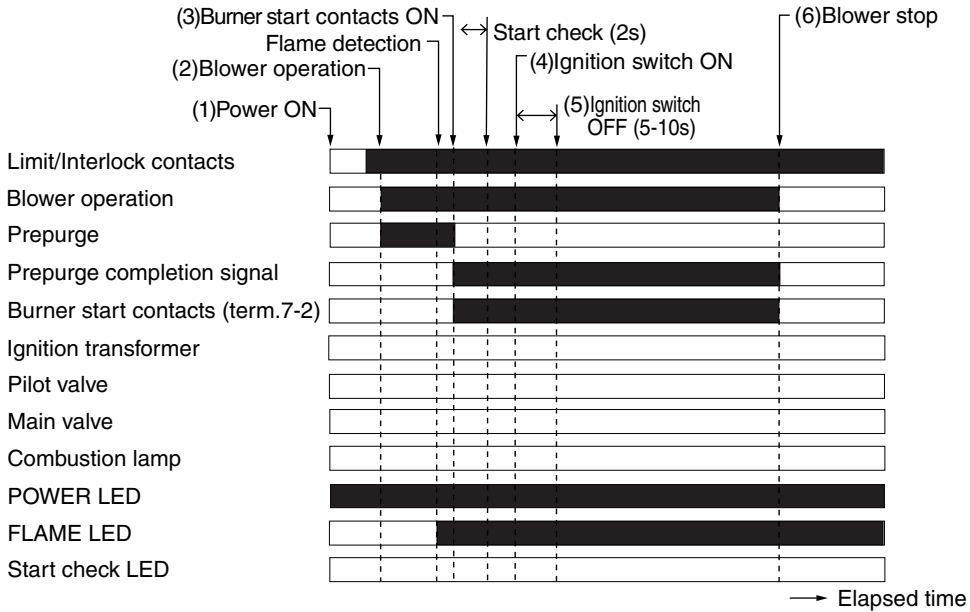 (3)Burner start contacts ON
(6)Blower stop
Start check (2s)
Flame detection
(4)Ignition switch ON
(2)Blower operation
(5)Ignition switch
OFF (5-10s)
(1)Power ON
Limit/Interlock contacts
Blower operation
Prepurge
Prepurge completion signal
Burner start contacts (term.7-2)
Ignition transformer
Pilot valve
Main valve
Combustion lamp
POWER LED
FLAME LED
Start check LED
Elapsed time